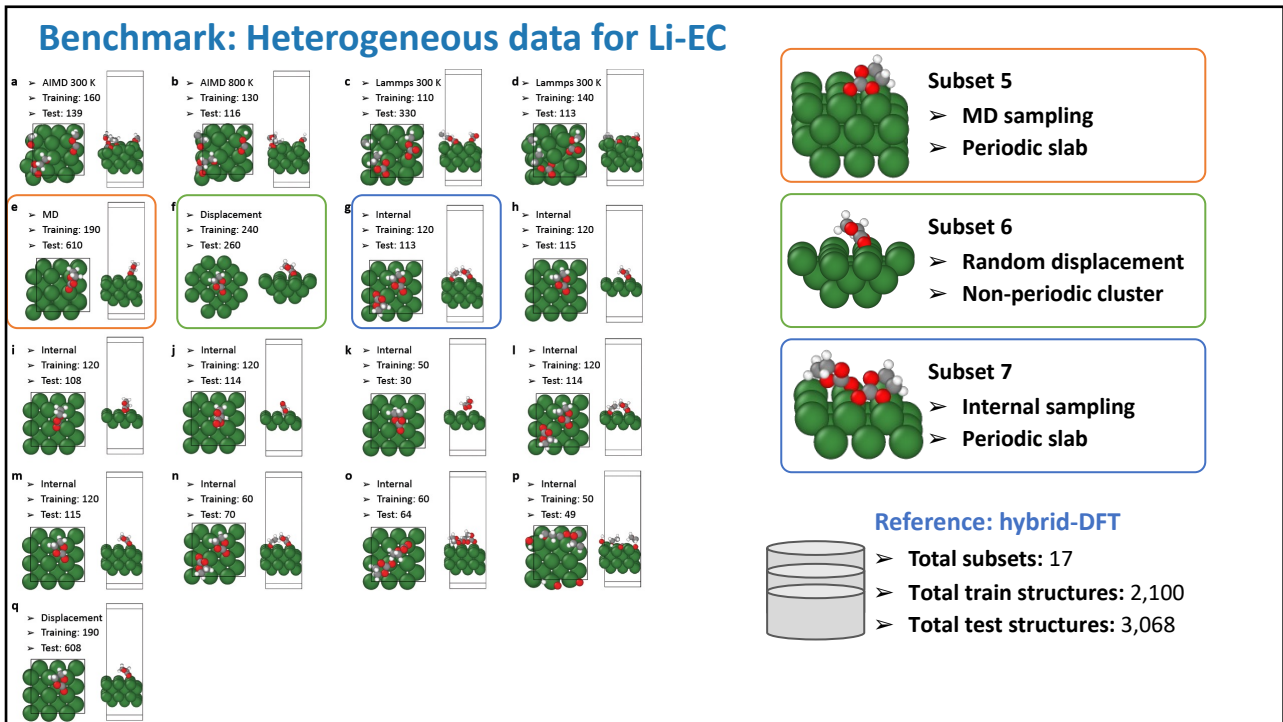 Benchmark: Heterogeneous data for Li-EC
a ➢ AIMD 300 K
➢ Training: 160
➢ Test: 139
b ➢ AIMD 800 K
➢ Training: 130
➢ Test: 116
c ➢ Lammps 300 K
➢ Training: 110
➢ Test: 330
d ➢ Lammps 300 K
➢ Training: 140
➢ Test: 113
e ➢ MD
➢ Training: 190
➢ Test: 610
f ➢ Displacement
➢ Training: 240
➢ Test: 260
g ➢ Internal
➢ Training: 120
➢ Test: 113
h ➢ Internal
➢ Training: 120
➢ Test: 115
i ➢ Internal
➢ Training: 120
➢ Test: 108
j ➢ Internal
➢ Training: 120
➢ Test: 114
k ➢ Internal
➢ Training: 50
➢ Test: 30
l ➢ Internal
➢ Training: 120
➢ Test: 114
m ➢ Internal
➢ Training: 120
➢ Test: 115
n ➢ Internal
➢ Training: 60
➢ Test: 70
o ➢ Internal
➢ Training: 60
➢ Test: 64
p ➢ Internal
➢ Training: 50
➢ Test: 49
q ➢ Displacement
➢ Training: 190
➢ Test: 608
Subset 5
➢ MD sampling
➢ Periodic slab
Subset 6
➢ Random displacement
➢ Non-periodic cluster
Subset 7
➢ Internal sampling
➢ Periodic slab
Reference: hybrid-DFT
➢ Total subsets: 17
➢ Total train structures: 2,100
➢ Total test structures: 3,068